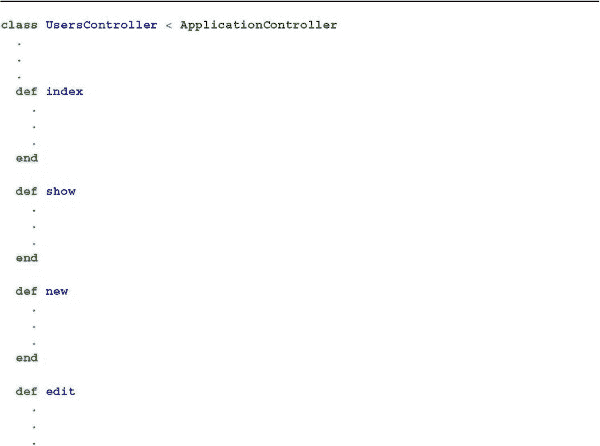 class UsersController < ApplicationController
  .
  .
  .
  def index
    .
    .
    .
  end

  def show
    .
    .
    .
  end

  def new
    .
    .
    .
  end

  def edit
    .
    .
    .